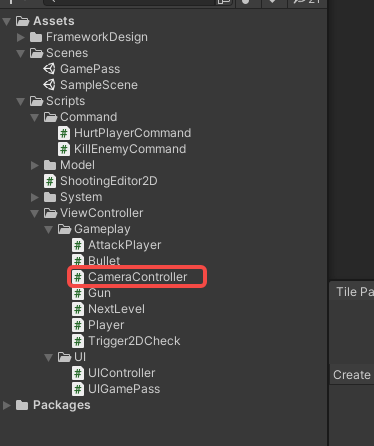 21
Assets
FrameworkDesign
Scenes
GamePass
SampleScene
Scripts
Command
HurtPlayerCommand
KillEnemyCommand
Model
ShootingEditor2D
System
ViewController
Gameplay
AttackPlayer
Bullet
CameraController
Gun
NextLevel
Player
Trigger2DCheck
UI
UIController
UIGamePass
Packages
Tile Pa
Create